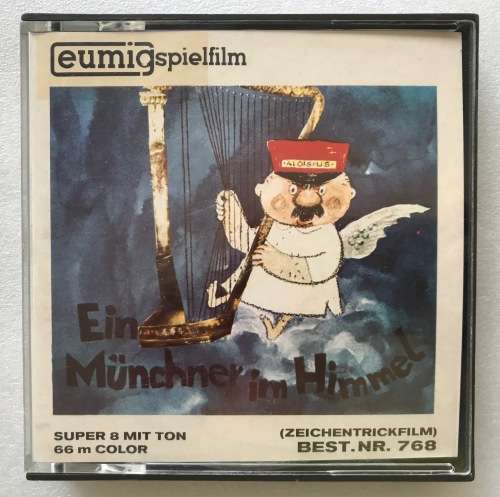 eumig spielfilm
ALOISIUS
Ein
Münchner im Himmel
SUPER 8 MIT TON
66 m COLOR
(ZEICHENTRICKFILM)
BEST. NR. 768